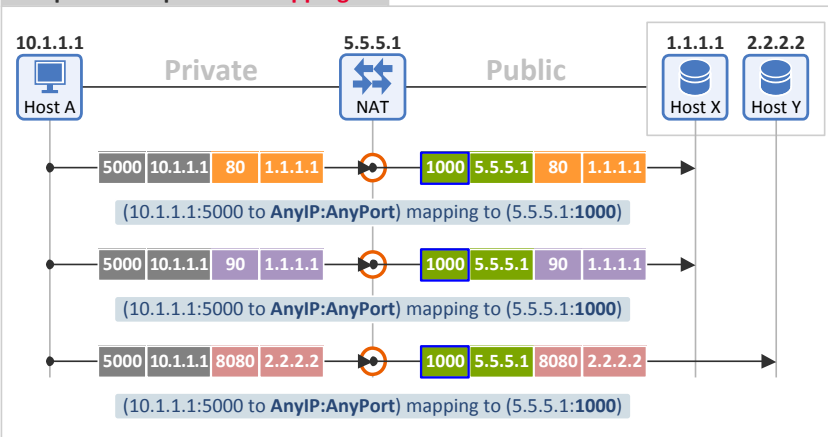 10.1.1.1 5.5.5.1 1.1.1.1 2.2.2.2
Private Public
Host A NAT Host X Host Y
5000 10.1.1.1 80 1.1.1.1 1000 5.5.5.1 80 1.1.1.1
(10.1.1.1:5000 to AnyIP:AnyPort) mapping to (5.5.5.1:1000)
5000 10.1.1.1 90 1.1.1.1 1000 5.5.5.1 90 1.1.1.1
(10.1.1.1:5000 to AnyIP:AnyPort) mapping to (5.5.5.1:1000)
5000 10.1.1.1 8080 2.2.2.2 1000 5.5.5.1 8080 2.2.2.2
(10.1.1.1:5000 to AnyIP:AnyPort) mapping to (5.5.5.1:1000)